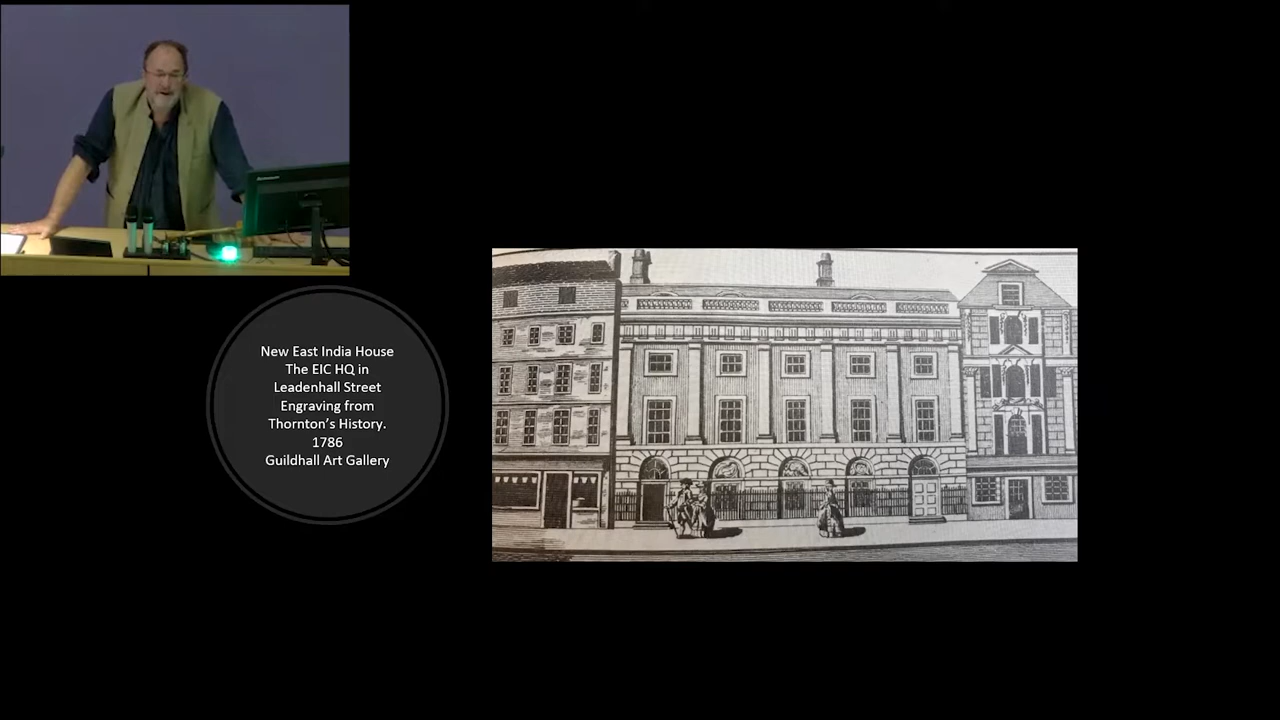 New East India House
The EIC HQ in
Leadenhall Street
Engraving from
Thornton's History.
1786
Guildhall Art Gallery